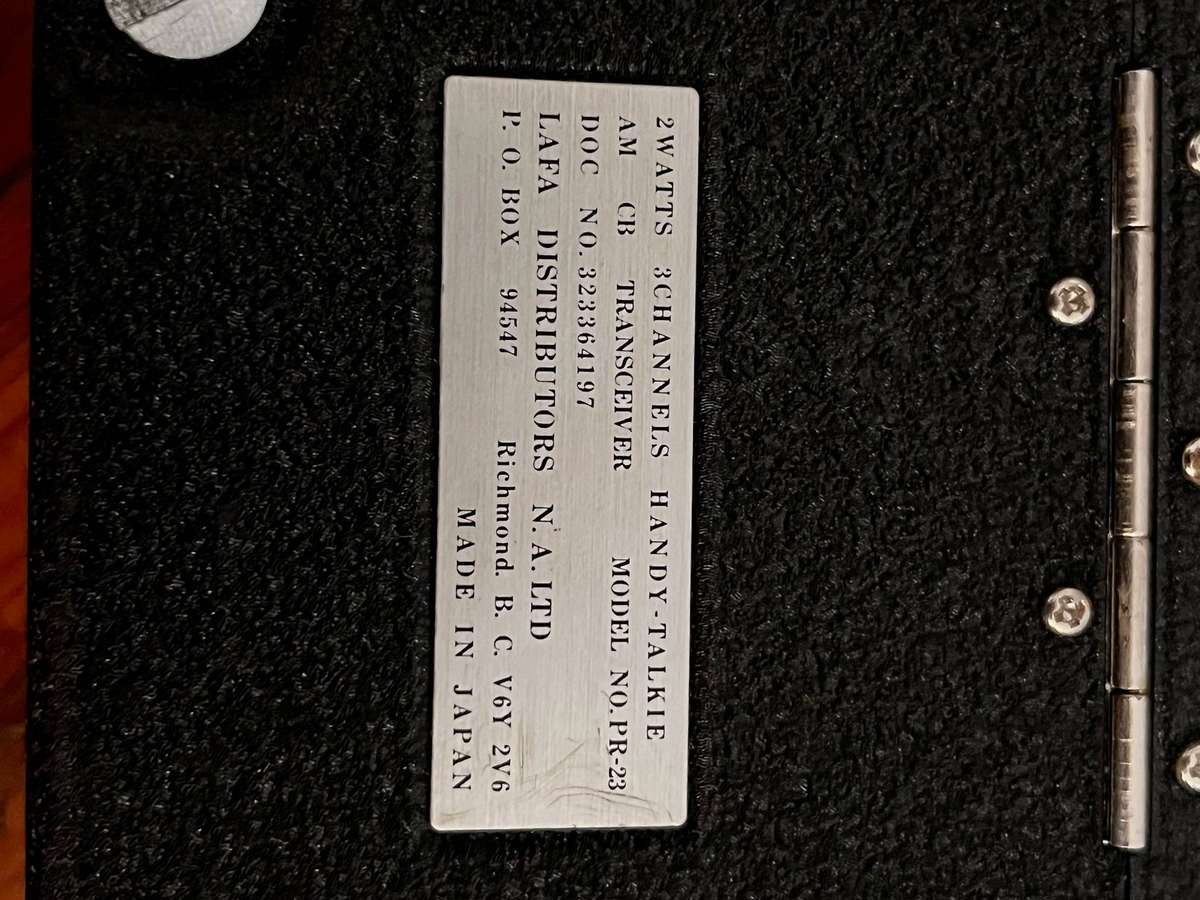 2WATTS 3CHANNELS HANDY-TALKIE
AM CB TRANSCEIVER MODEL NO.PR-23
DOC NO.323364197
LAFA DISTRIBUTORS N.A.LTD
P.O.BOX 94547 Richmond. B.C. V6Y 2V6
MADE IN JAPAN